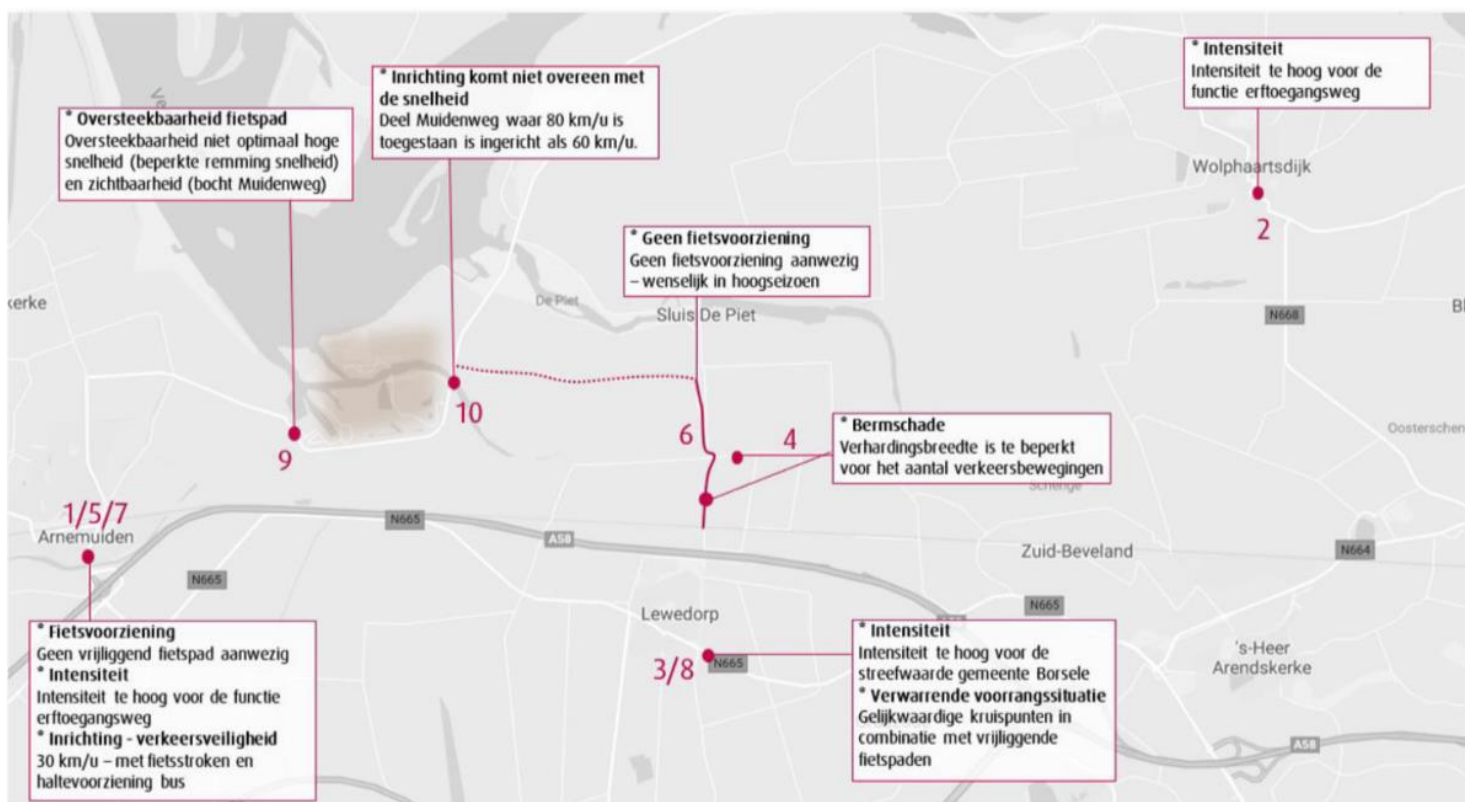 * Intensiteit
Intensiteit te hoog voor de
functie erftoegangsweg
* Inrichting komt niet overeen met
de snelheid
Deel Muidenweg waar 80 km/u is
toegestaan is ingericht als 60 km/u.
* Oversteekbaarheid fietspad
Oversteekbaarheid niet optimaal hoge
snelheid (beperkte remming snelheid)
en zichtbaarheid (bocht Muidenweg)
Wolphaartsdijk
2
* Geen fietsvoorziening
Geen fietsvoorziening aanwezig
– wenselijk in hoogseizoen
kerke
De Piet
Sluis De Piet
N668
Bl
10
6
4
* Bermschade
Verhardingsbreedte is te beperkt
voor het aantal verkeersbewegingen
Oosterschen
9
Schenge
1/5/7
Arnemuiden
N665
A58
Zuid-Beveland
N664
N665
Lewedorp
N665
* Fietsvoorziening
Geen vrijliggend fietspad aanwezig
* Intensiteit
Intensiteit te hoog voor de functie
erftoegangsweg
* Inrichting - verkeersveiligheid
30 km/u – met fietsstroken en
haltevoorziening bus
3/8
N665
* Intensiteit
Intensiteit te hoog voor de
streefwaarde gemeente Borsele
* Verwarrende voorrangssituatie
Gelijkwaardige kruispunten in
combinatie met vrijliggende
fietspaden
's-Heer
Arendskerke
A58